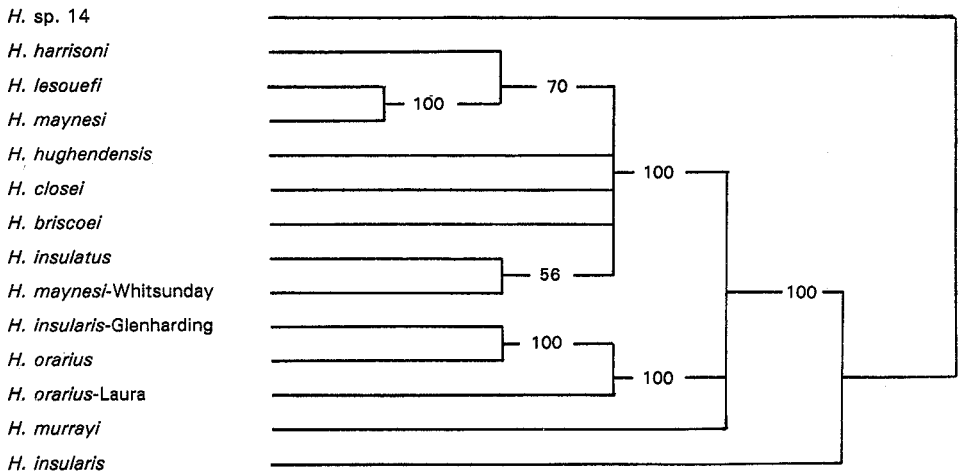 H. sp. 14
H. harrisoni
70
H. lesouefi
100
H. maynesi
H. hughendensis
100
H. closei
H. briscoei
H. insulatus
56
H. maynesi-Whitsunday
100
H. insularis-Glenharding
100
H. orarius
100
H. orarius-Laura
H. murrayi
H. insularis